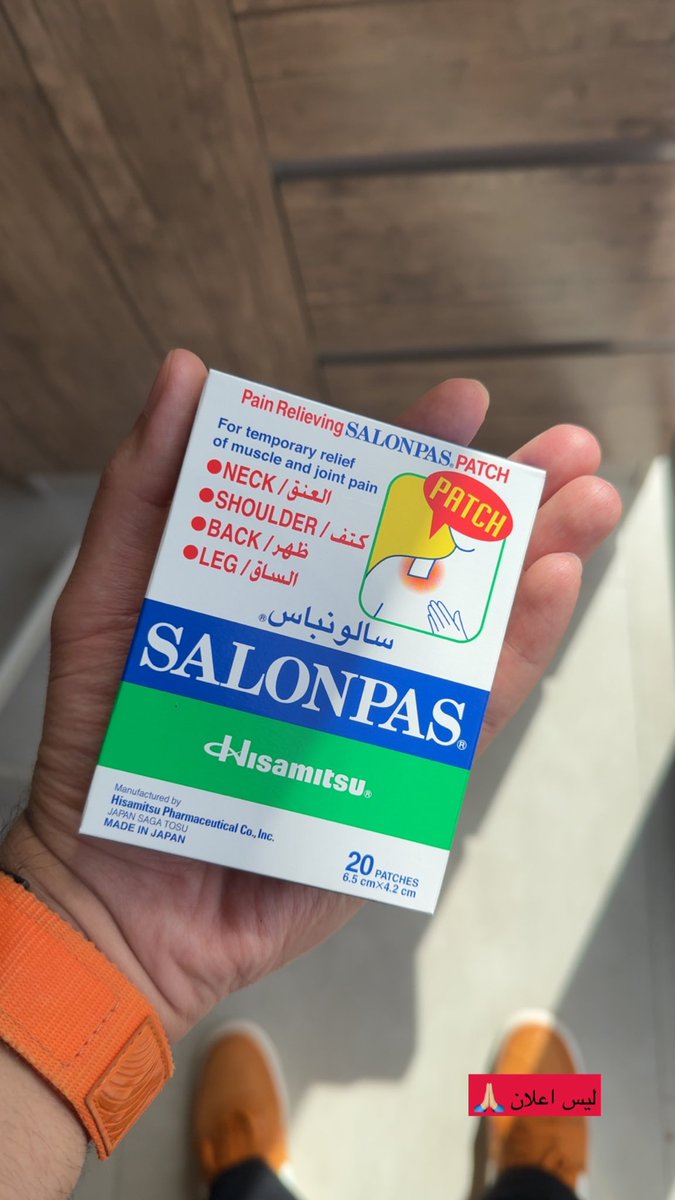 Pain Relieving SALONPAS® PATCH
For temporary relief
of muscle and joint pain
●NECK/العنق
●SHOULDER/كتف
●BACK/ظهر
●LEG/الساق
PATCH
سالونباس®
SALONPAS®
Hisamitsu®
Manufactured by
Hisamitsu Pharmaceutical Co., Inc.
JAPAN SAGA TOSU
MADE IN JAPAN
20 PATCHES
6.5 cm×4.2 cm
ليس اعلان 🙏🏻